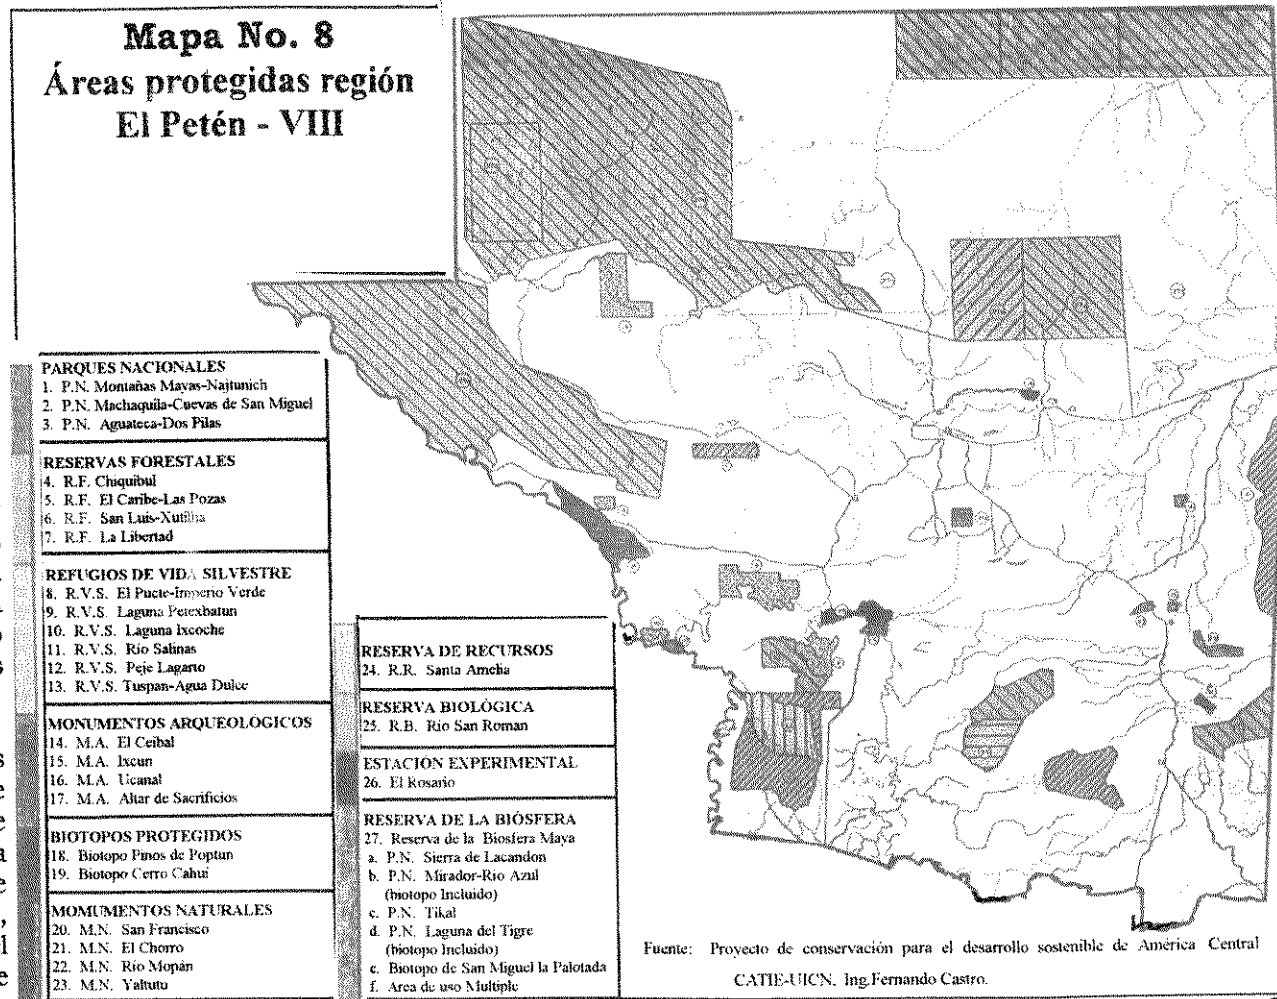 Mapa No. 8
Áreas protegidas región
El Petén - VIII
PARQUES NACIONALES
1. P.N. Montañas Mayas-Najtunich
2. P.N. Machaquila-Cuevas de San Miguel
3. P.N. Aguateca-Dos Pilas
RESERVAS FORESTALES
4. R.F. Chiquibul
5. R.F. El Caribe-Las Pozas
6. R.F. San Luis-Xutilha
7. R.F. La Libertad
REFUGIOS DE VIDA SILVESTRE
8. R.V.S. El Pucte-Imperio Verde
9. R.V.S. Laguna Petexbatun
10. R.V.S. Laguna Ixcoche
11. R.V.S. Rio Salinas
12. R.V.S. Peje Lagarto
13. R.V.S. Tuspan-Agua Dulce
MONUMENTOS ARQUEOLÓGICOS
14. M.A. El Ceibal
15. M.A. Ixcun
16. M.A. Ucanal
17. M.A. Altar de Sacrificios
BIOTOPOS PROTEGIDOS
18. Biotopo Pinos de Poptun
19. Biotopo Cerro Cahui
MOMUMENTOS NATURALES
20. M.N. San Francisco
21. M.N. El Chorro
22. M.N. Rio Mopán
23. M.N. Yaltutu
RESERVA DE RECURSOS
24. R.R. Santa Amelia
RESERVA BIOLÓGICA
25. R.B. Rio San Roman
ESTACION EXPERIMENTAL
26. El Rosario
RESERVA DE LA BIÓSFERA
27. Reserva de la Biosfera Maya
a. P.N. Sierra de Lacandon
b. P.N. Mirador-Rio Azul
(biotopo Incluido)
c. P.N. Tikal
d. P.N. Laguna del Tigre
(biotopo Incluido)
e. Biotopo de San Miguel la Palotada
f. Area de uso Multiple
Fuente: Proyecto de conservación para el desarrollo sostenible de América Central
CATIE-UICN. Ing.Fernando Castro.